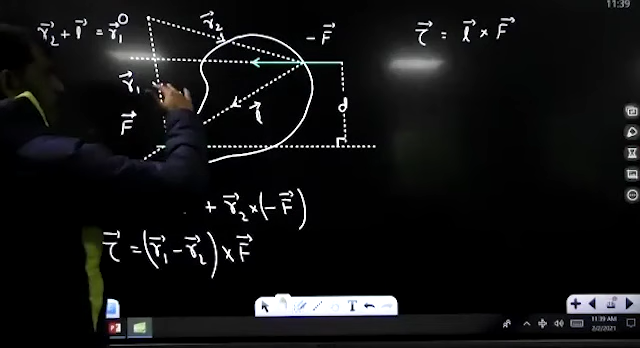 11:39
r⃗₂ + l⃗ = r⃗₁
O
r⃗₂
-F⃗
τ⃗ = l⃗ × F⃗
r⃗₁
l⃗
d
F⃗
+ r⃗₂ × (-F⃗)
τ⃗ = (r⃗₁ - r⃗₂) × F⃗
T
11:39 AM
2/2/2021